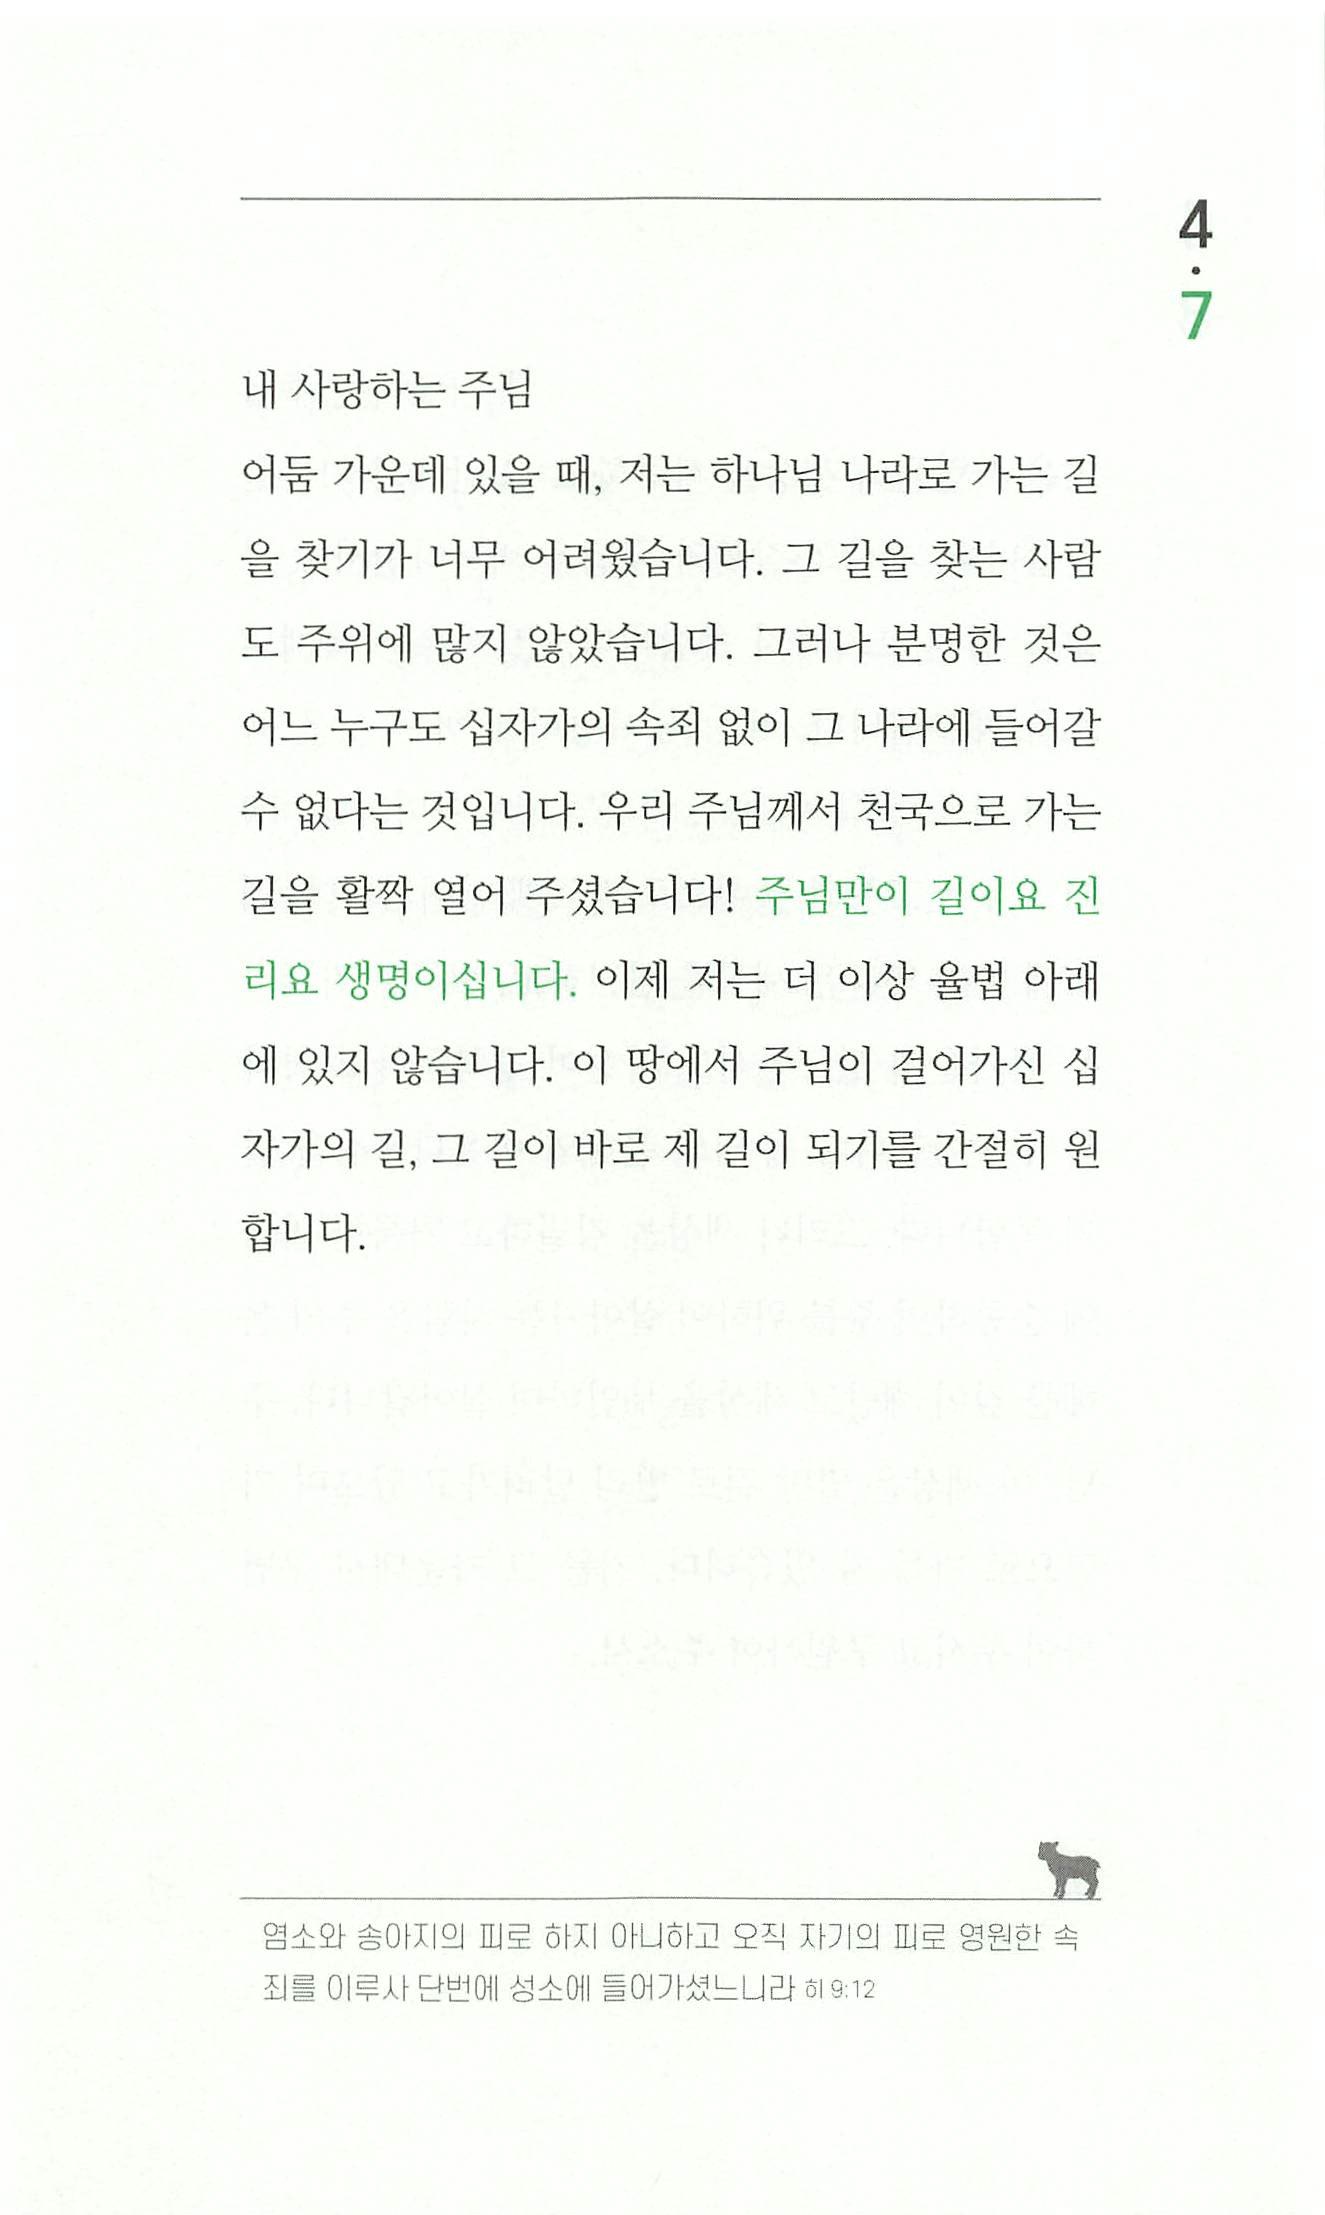 4
·
7
내 사랑하는 주님
어둠 가운데 있을 때, 저는 하나님 나라로 가는 길
을 찾기가 너무 어려웠습니다. 그 길을 찾는 사람
도 주위에 많지 않았습니다. 그러나 분명한 것은
어느 누구도 십자가의 속죄 없이 그 나라에 들어갈
수 없다는 것입니다. 우리 주님께서 천국으로 가는
길을 활짝 열어 주셨습니다! 주님만이 길이요 진
리요 생명이십니다. 이제 저는 더 이상 율법 아래
에 있지 않습니다. 이 땅에서 주님이 걸어가신 십
자가의 길, 그 길이 바로 제 길이 되기를 간절히 원
합니다.
염소와 송아지의 피로 하지 아니하고 오직 자기의 피로 영원한 속
죄를 이루사 단번에 성소에 들어가셨느니라 히 9:12